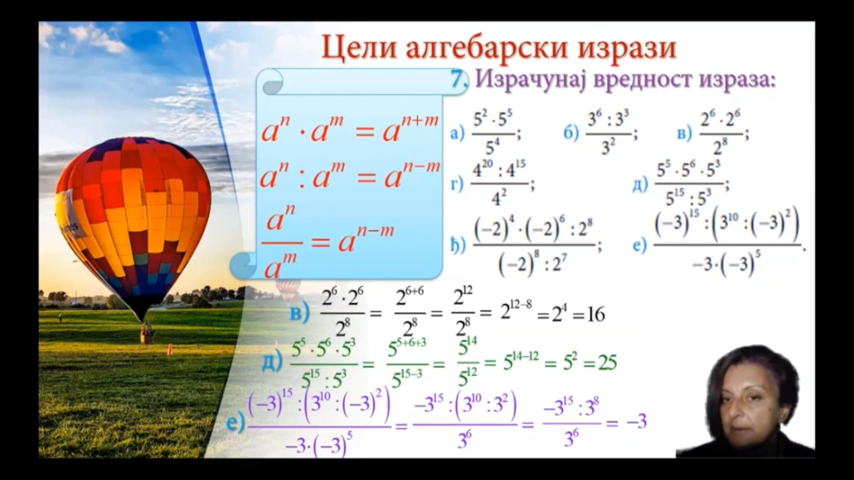 Цели алгебарски изрази
7. Израчунај вредност израза:
aⁿ · aᵐ = aⁿ⁺ᵐ
aⁿ : aᵐ = aⁿ⁻ᵐ
aⁿ / aᵐ = aⁿ⁻ᵐ
а) (5² · 5⁵) / 5⁴; б) (3⁶ : 3³) / 3²; в) (2⁶ · 2⁶) / 2⁸;
г) (4²⁰ : 4¹⁵) / 4²; д) (5⁵ · 5⁶ · 5³) / (5¹⁵ : 5³);
ђ) ((−2)⁴ · (−2)⁶ : 2⁸) / ((−2)⁸ : 2⁷); е) ((−3)¹⁵ : (3¹⁰ : (−3)²)) / (−3 · (−3)⁵).
в) (2⁶ · 2⁶) / 2⁸ = 2⁶⁺⁶ / 2⁸ = 2¹² / 2⁸ = 2¹²⁻⁸ = 2⁴ = 16
д) (5⁵ · 5⁶ · 5³) / (5¹⁵ : 5³) = 5⁵⁺⁶⁺³ / 5¹⁵⁻³ = 5¹⁴ / 5¹² = 5¹⁴⁻¹² = 5² = 25
е) ((−3)¹⁵ : (3¹⁰ : (−3)²)) / (−3 · (−3)⁵) = (−3¹⁵ : (3¹⁰ : 3²)) / 3⁶ = (−3¹⁵ : 3⁸) / 3⁶ = −3